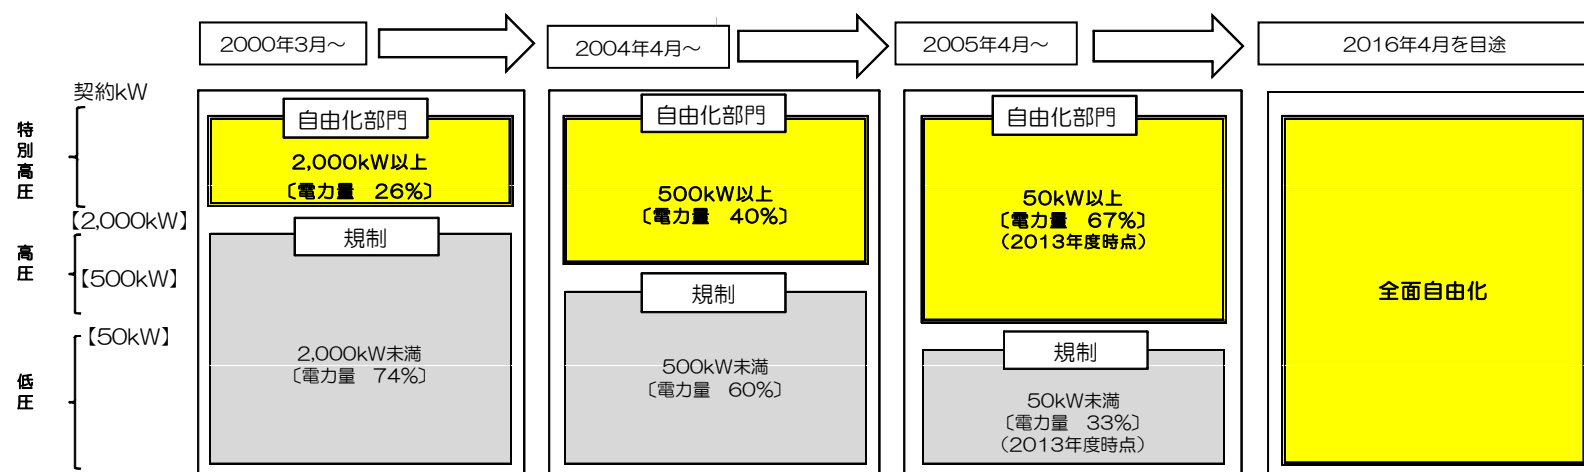 2000年3月～
2004年4月～
2005年4月～
2016年4月を目途
契約kW
特別高圧
【2,000kW】
高圧
【500kW】
【50kW】
低圧
自由化部門
2,000kW以上
〔電力量　26%〕
規制
2,000kW未満
〔電力量　74%〕
自由化部門
500kW以上
〔電力量　40%〕
規制
500kW未満
〔電力量　60%〕
自由化部門
50kW以上
〔電力量　67%〕
（2013年度時点）
規制
50kW未満
〔電力量　33%〕
（2013年度時点）
全面自由化